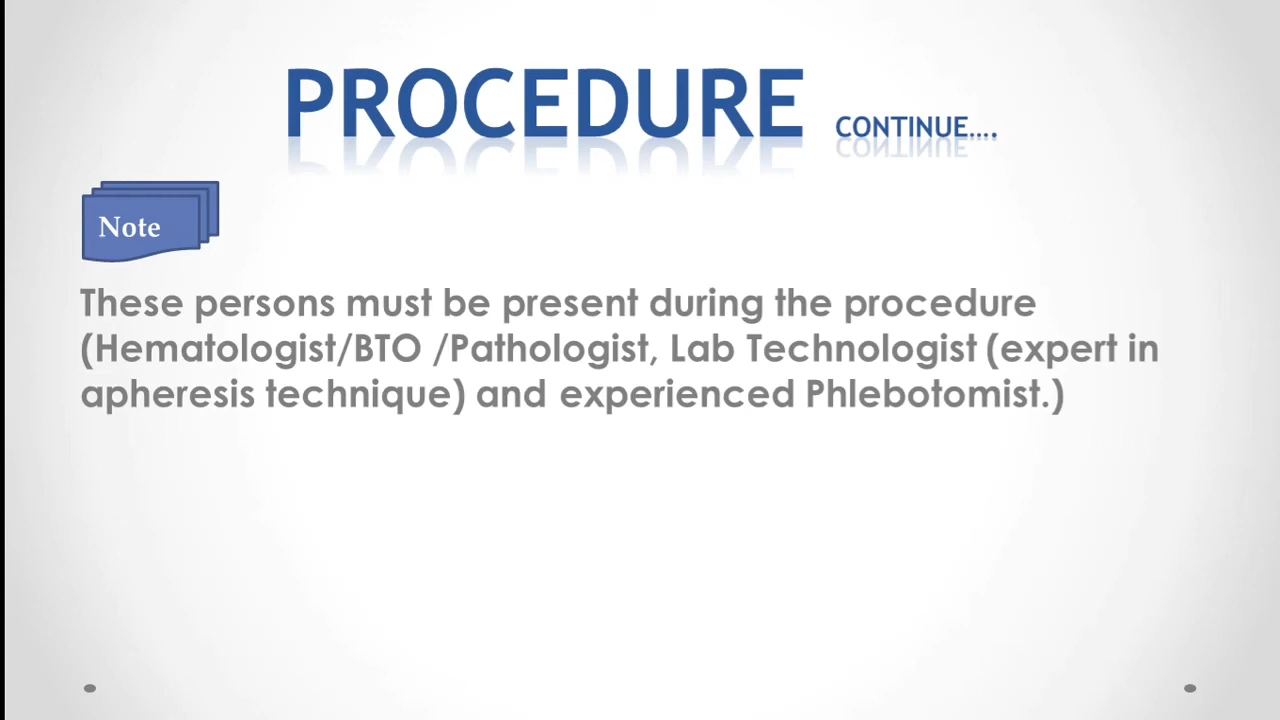 PROCEDURE CONTINUE....
Note
These persons must be present during the procedure
(Hematologist/BTO /Pathologist, Lab Technologist (expert in
apheresis technique) and experienced Phlebotomist.)